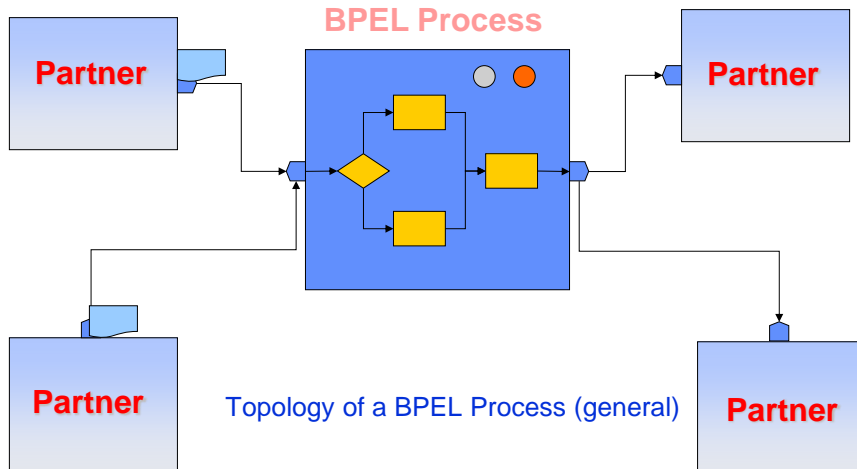 BPEL Process
Partner
Partner
Partner
Topology of a BPEL Process (general)
Partner